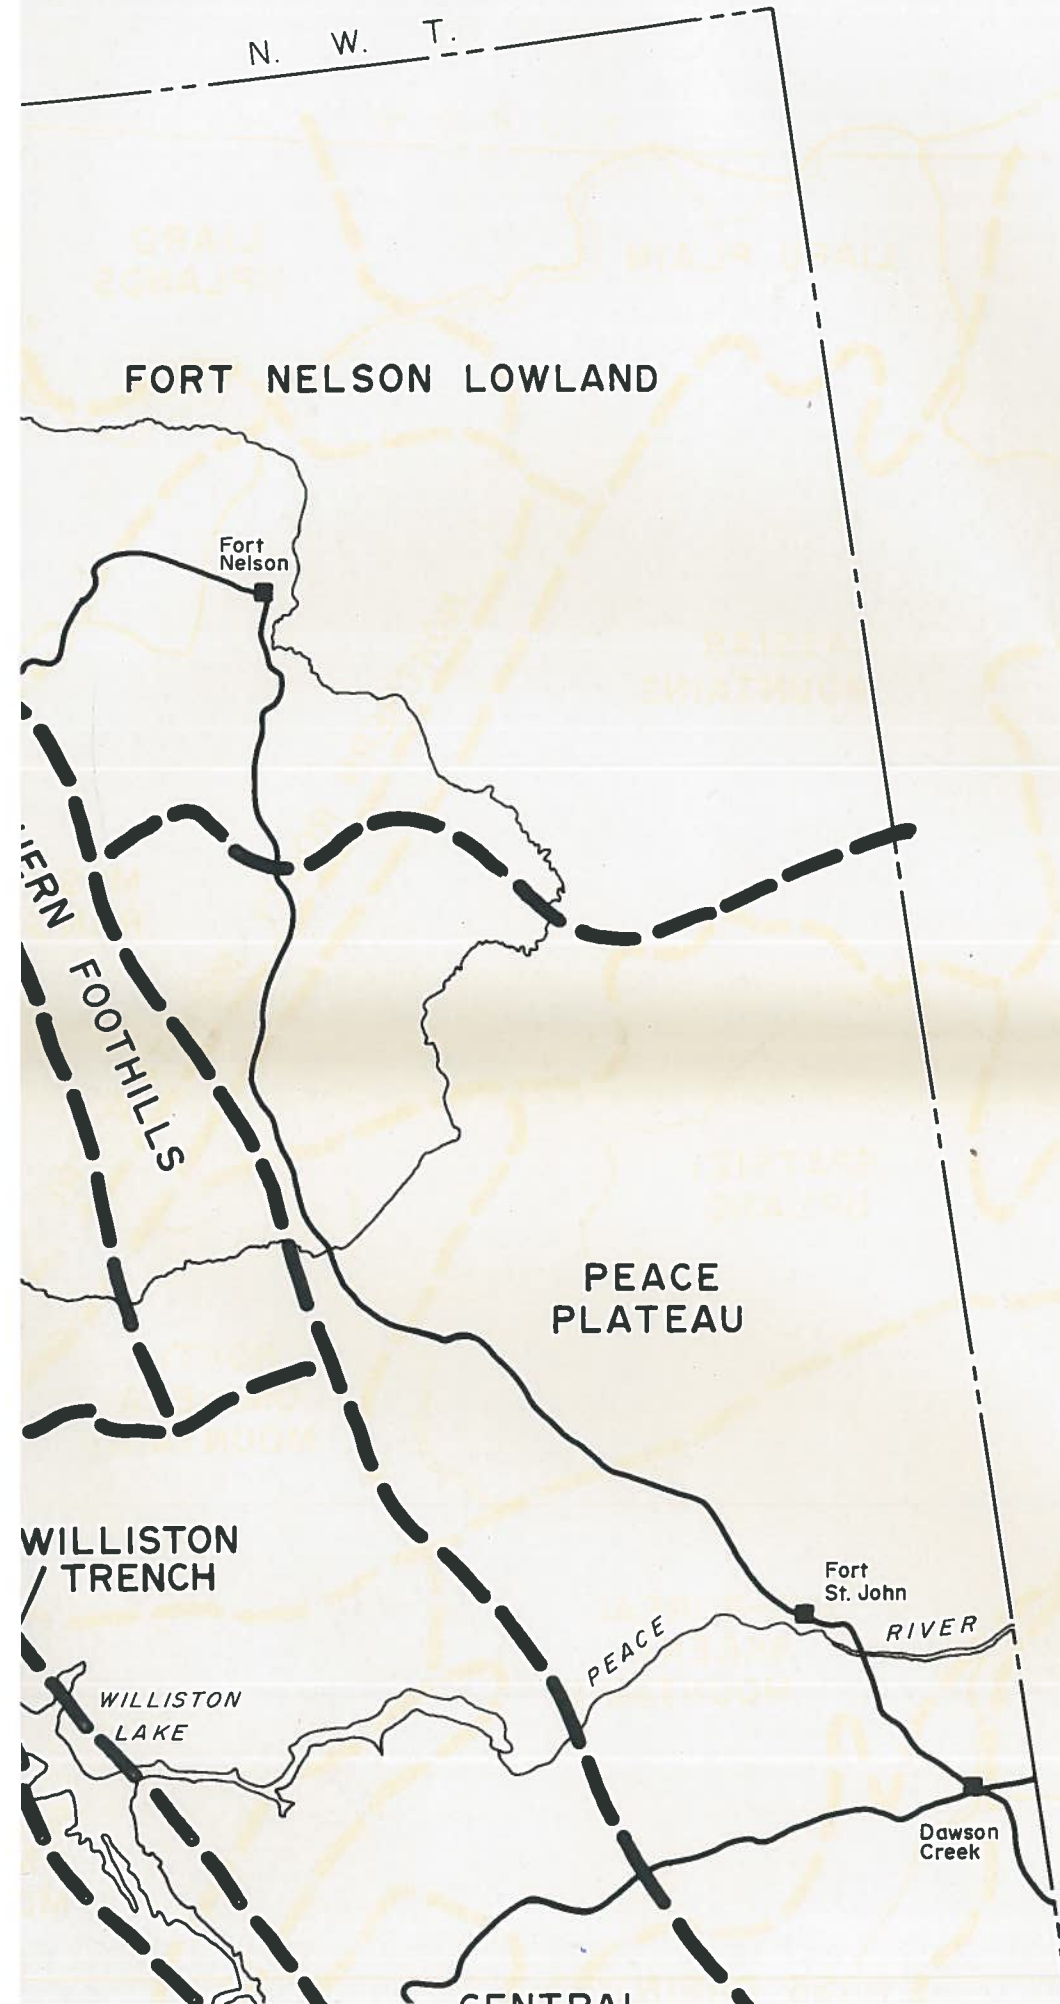 N. W. T.
FORT NELSON LOWLAND
Fort
Nelson
FOOTHILLS
PEACE
PLATEAU
WILLISTON
TRENCH
Fort
St. John
PEACE RIVER
WILLISTON
LAKE
Dawson
Creek
CENTRAL